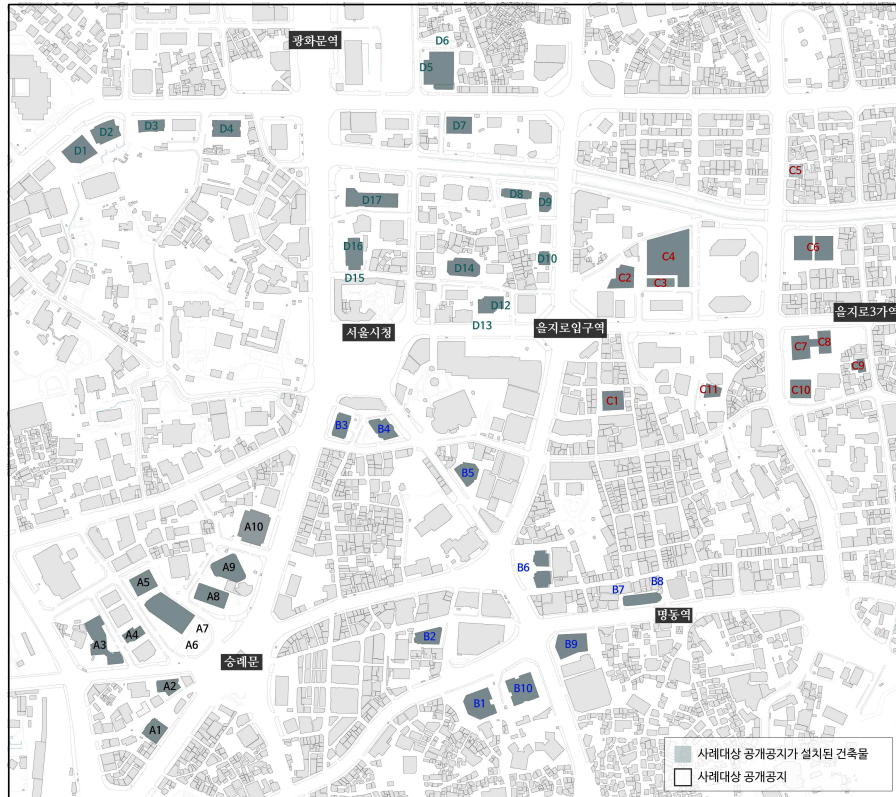 광화문역
D6
D5
D7
D1
D2
D3
D4
C5
D17
D8
D9
D16
D15
D14
D10
C6
C4
C2
C3
D12
D13
서울시청
을지로입구역
을지로3가역
C7
C8
C9
C10
C11
C1
B3
B4
B5
A10
A9
A5
A8
A7
A6
A3
A4
A2
A1
숭례문
B6
B7
B8
명동역
B2
B9
B1
B10
사례대상 공개공지가 설치된 건축물
사례대상 공개공지